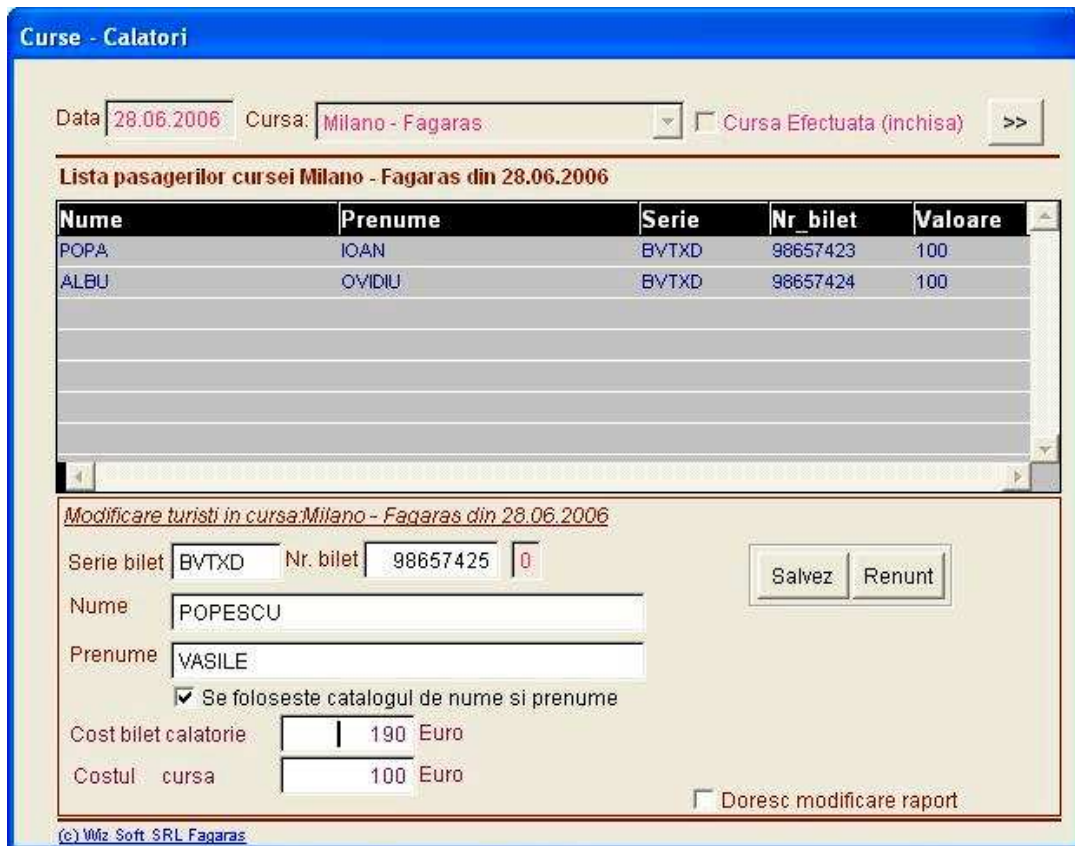 Curse - Calatori
Data 28.06.2006 Cursa: Milano - Fagaras Cursa Efectuata (inchisa) >>
Lista pasagerilor cursei Milano - Fagaras din 28.06.2006
Nume Prenume Serie Nr_bilet Valoare
POPA IOAN BVTXD 98657423 100
ALBU OVIDIU BVTXD 98657424 100
Modificare turisti in cursa:Milano - Fagaras din 28.06.2006
Serie bilet BVTXD Nr. bilet 98657425 0
Salvez Renunt
Nume POPESCU
Prenume VASILE
Se foloseste catalogul de nume si prenume
Cost bilet calatorie 190 Euro
Costul cursa 100 Euro
Doresc modificare raport
(c) Wiz Soft SRL Fagaras